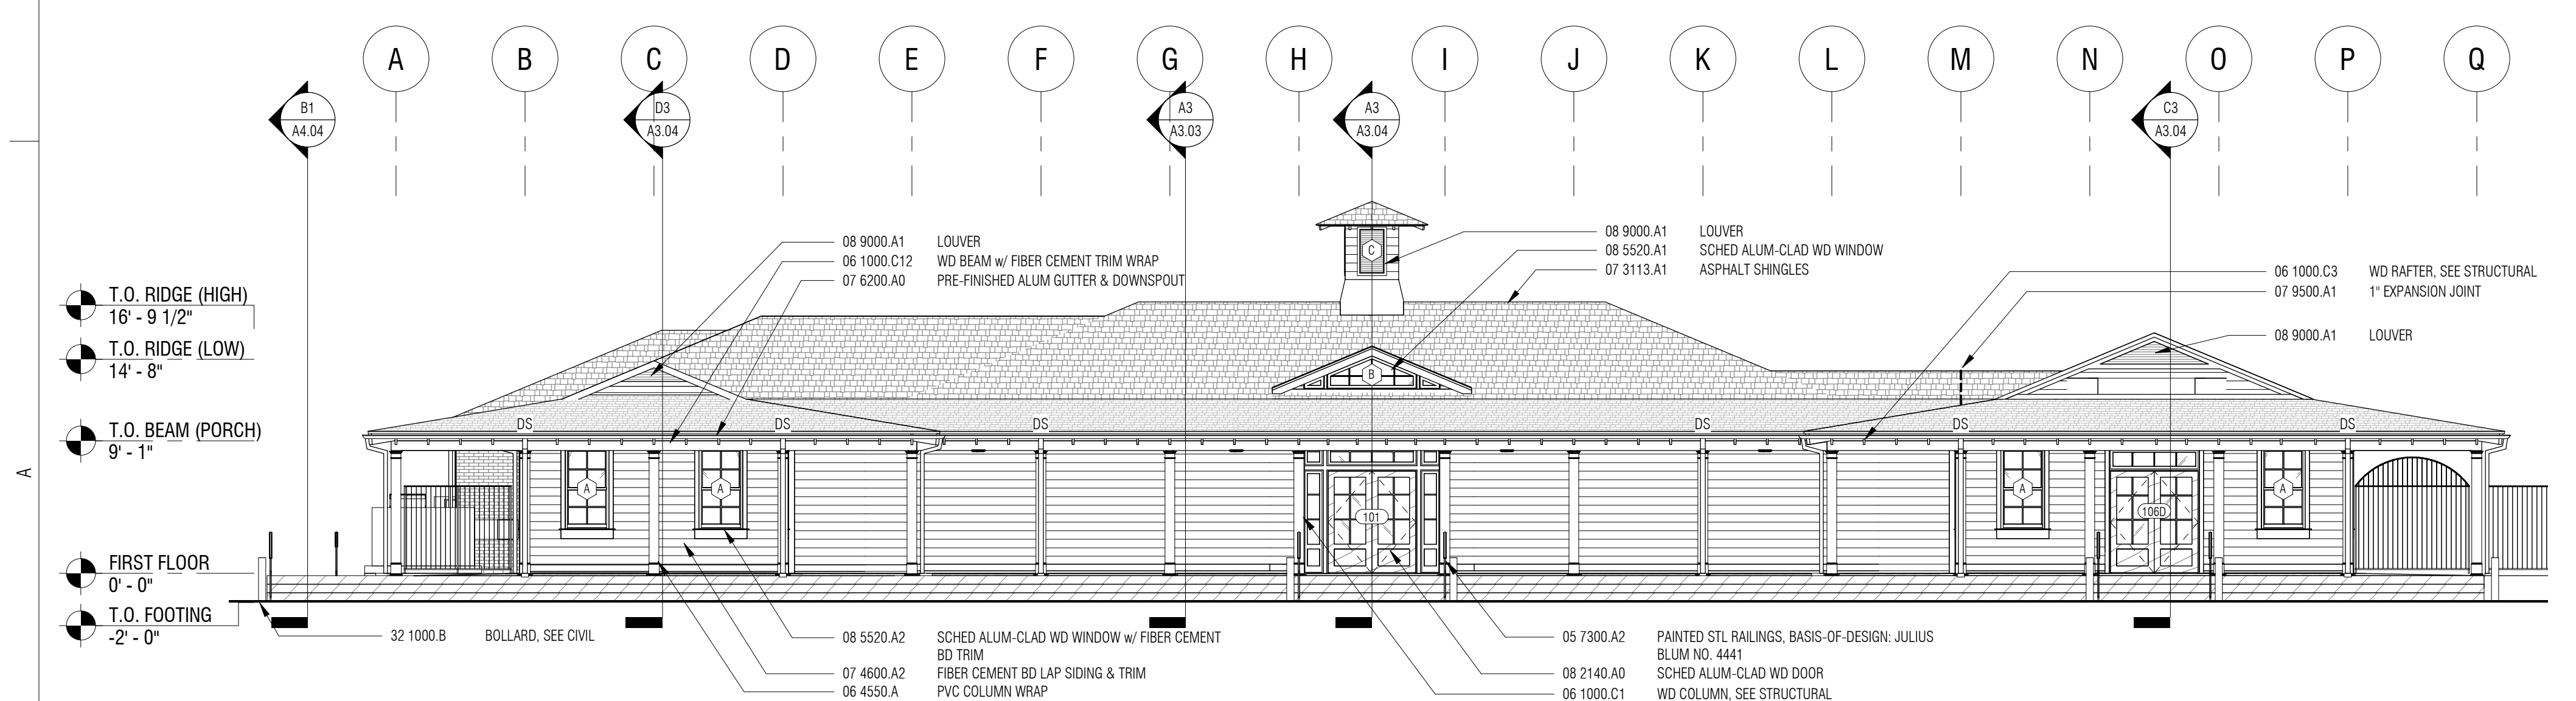 A B C D E F G H I J K L M N O P Q
B1
A4.04
D3
A3.04
A3
A3.03
A3
A3.04
C3
A3.04
08 9000.A1 LOUVER
06 1000.C12 WD BEAM w/ FIBER CEMENT TRIM WRAP
07 6200.A0 PRE-FINISHED ALUM GUTTER & DOWNSPOUT
08 9000.A1 LOUVER
08 5520.A1 SCHED ALUM-CLAD WD WINDOW
07 3113.A1 ASPHALT SHINGLES
06 1000.C3 WD RAFTER, SEE STRUCTURAL
07 9500.A1 1" EXPANSION JOINT
08 9000.A1 LOUVER
T.O. RIDGE (HIGH)
16' - 9 1/2"
T.O. RIDGE (LOW)
14' - 8"
T.O. BEAM (PORCH)
9' - 1"
FIRST FLOOR
0' - 0"
T.O. FOOTING
-2' - 0"
A
C
B
DS DS DS DS DS DS
A A A A
101
106D
32 1000.B BOLLARD, SEE CIVIL
08 5520.A2 SCHED ALUM-CLAD WD WINDOW w/ FIBER CEMENT
BD TRIM
07 4600.A2 FIBER CEMENT BD LAP SIDING & TRIM
06 4550.A PVC COLUMN WRAP
05 7300.A2 PAINTED STL RAILINGS, BASIS-OF-DESIGN: JULIUS
BLUM NO. 4441
08 2140.A0 SCHED ALUM-CLAD WD DOOR
06 1000.C1 WD COLUMN, SEE STRUCTURAL